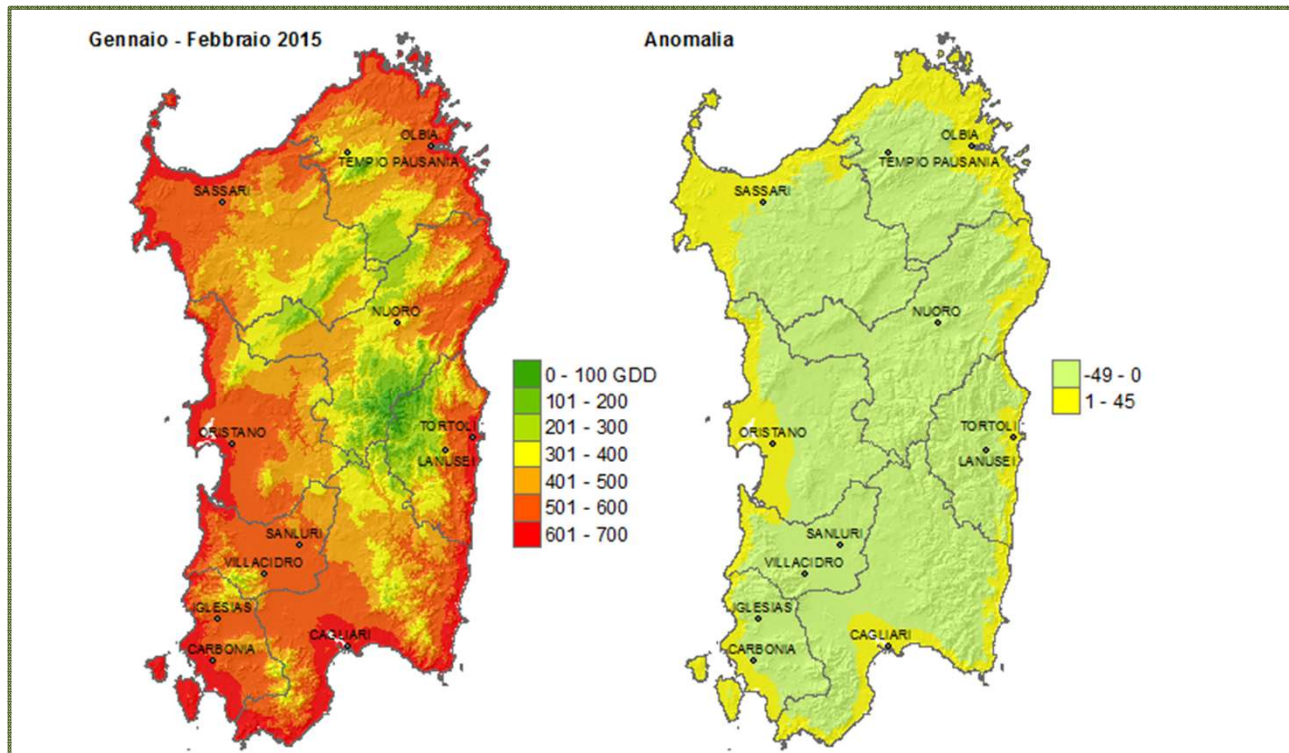 Gennaio - Febbraio 2015
OLBIA
TEMPIO PAUSANIA
SASSARI
NUORO
ORISTANO
TORTOLI
LANUSEI
SANLURI
VILLACIDRO
IGLESIAS
CAGLIARI
CARBONIA
0 - 100 GDD
101 - 200
201 - 300
301 - 400
401 - 500
501 - 600
601 - 700
Anomalia
OLBIA
TEMPIO PAUSANIA
SASSARI
NUORO
ORISTANO
TORTOLI
LANUSEI
SANLURI
VILLACIDRO
IGLESIAS
CAGLIARI
CARBONIA
-49 - 0
1 - 45